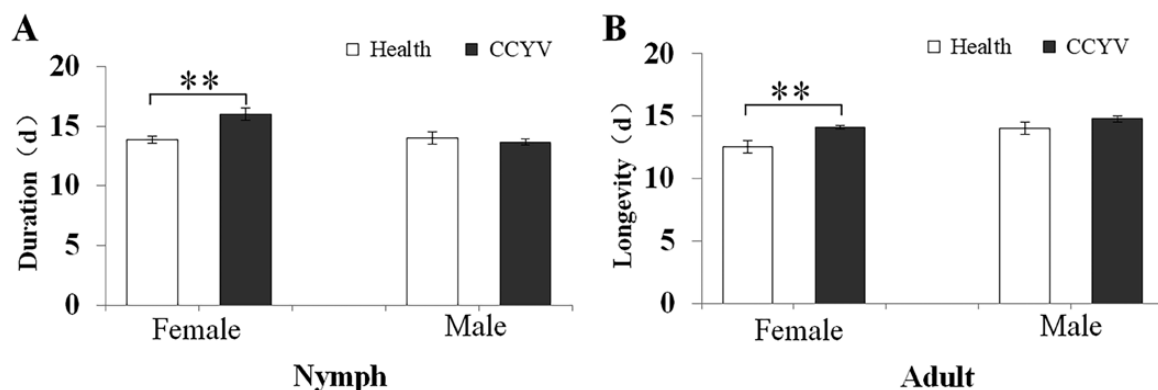 A
Health CCYV
**
Duration（d）
20
15
10
5
0
Female Male
Nymph
B
Health CCYV
**
Longevity（d）
20
15
10
5
0
Female Male
Adult